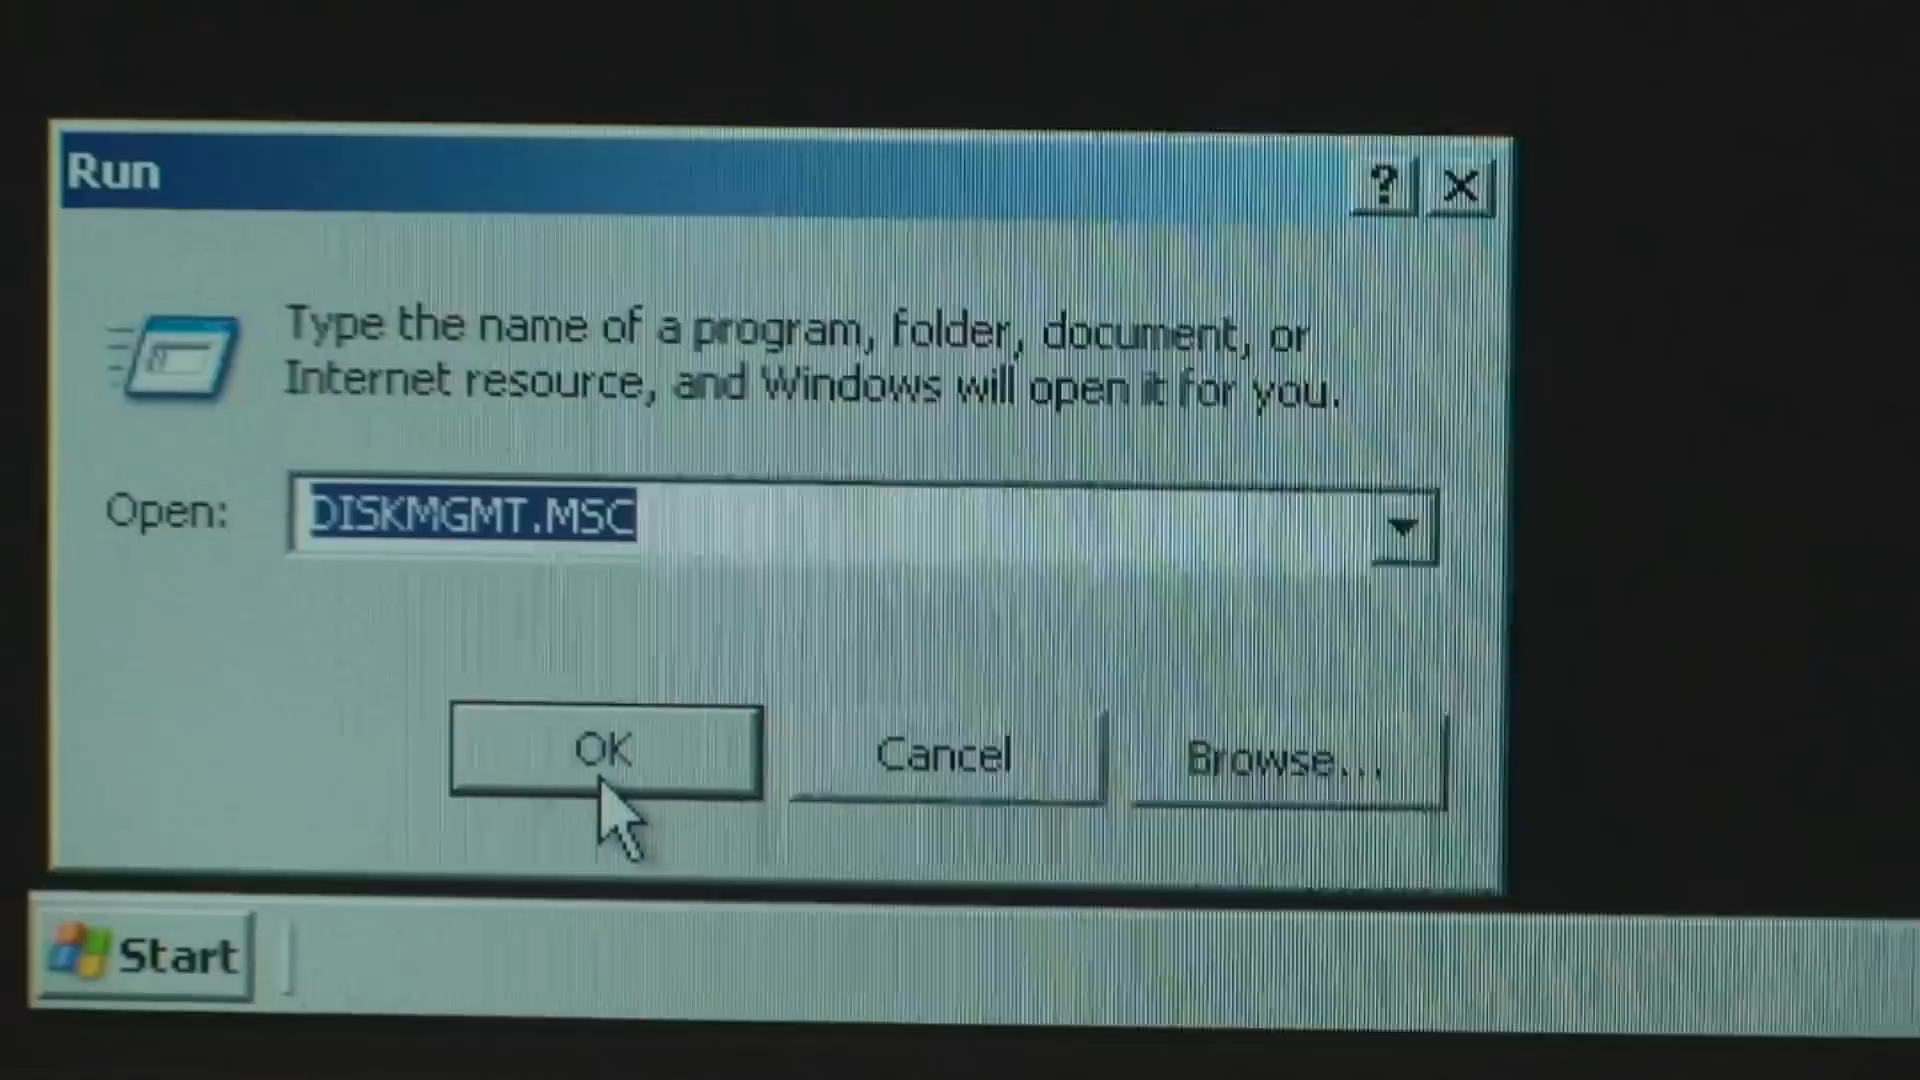 Run
Type the name of a program, folder, document, or
Internet resource, and Windows will open it for you.
Open: DISKMGMT.MSC
OK Cancel Browse...
Start